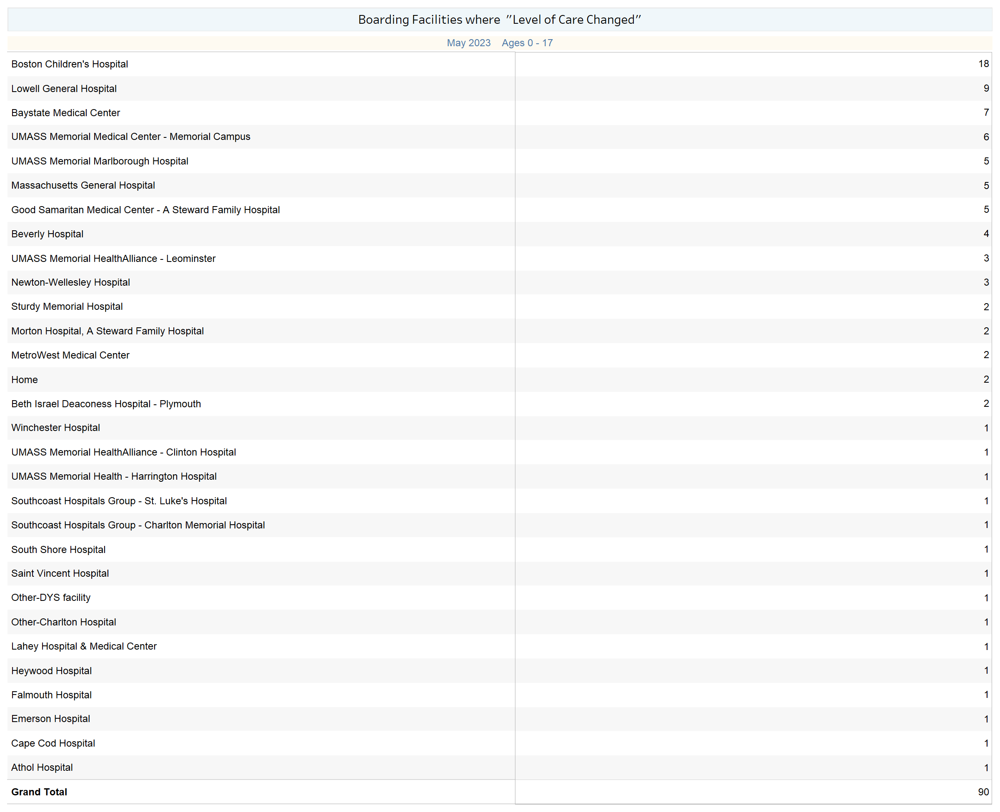 Boarding Facilities where "Level of Care Changed"
May 2023 Ages 0 - 17
Boston Children's Hospital 18
Lowell General Hospital 9
Baystate Medical Center 7
UMASS Memorial Medical Center - Memorial Campus 6
UMASS Memorial Marlborough Hospital 5
Massachusetts General Hospital 5
Good Samaritan Medical Center - A Steward Family Hospital 5
Beverly Hospital 4
UMASS Memorial HealthAlliance - Leominster 3
Newton-Wellesley Hospital 3
Sturdy Memorial Hospital 2
Morton Hospital, A Steward Family Hospital 2
MetroWest Medical Center 2
Home 2
Beth Israel Deaconess Hospital - Plymouth 2
Winchester Hospital 1
UMASS Memorial HealthAlliance - Clinton Hospital 1
UMASS Memorial Health - Harrington Hospital 1
Southcoast Hospitals Group - St. Luke's Hospital 1
Southcoast Hospitals Group - Charlton Memorial Hospital 1
South Shore Hospital 1
Saint Vincent Hospital 1
Other-DYS facility 1
Other-Charlton Hospital 1
Lahey Hospital & Medical Center 1
Heywood Hospital 1
Falmouth Hospital 1
Emerson Hospital 1
Cape Cod Hospital 1
Athol Hospital 1
Grand Total 90